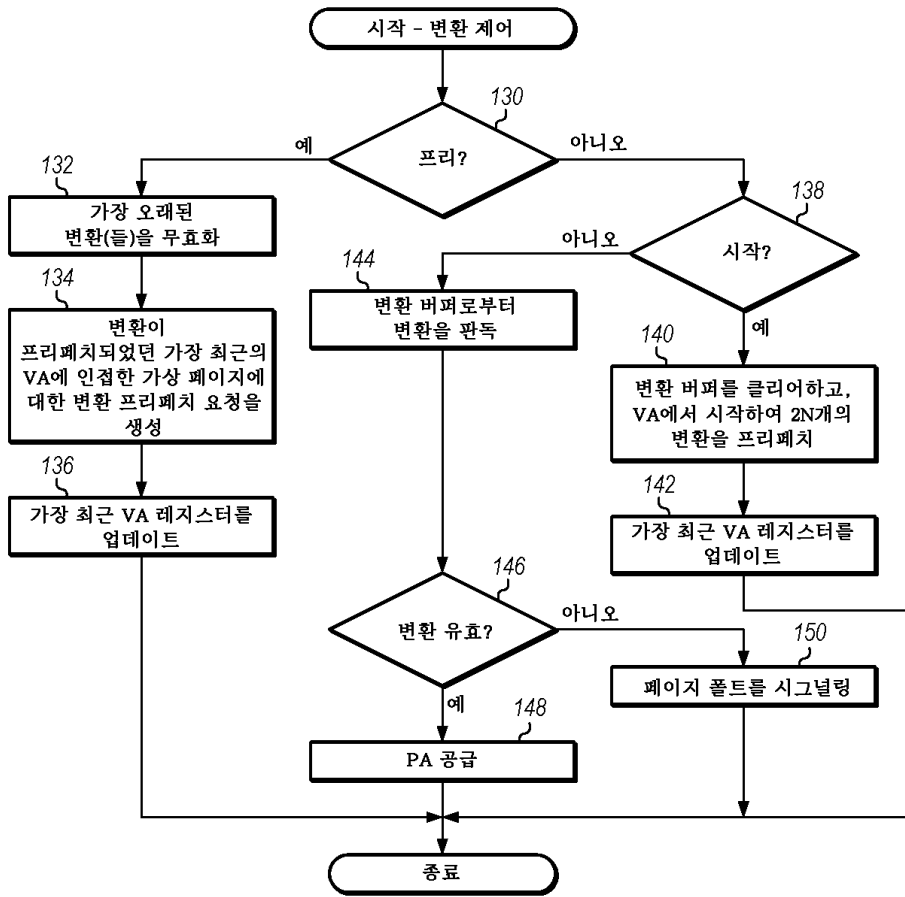 시작 - 변환 제어
130
프리?
예
아니오
132
가장 오래된
변환(들)을 무효화
134
변환이
프리페치되었던 가장 최근의
VA에 인접한 가상 페이지에
대한 변환 프리페치 요청을
생성
136
가장 최근 VA 레지스터를
업데이트
138
시작?
아니오
예
144
변환 버퍼로부터
변환을 판독
140
변환 버퍼를 클리어하고,
VA에서 시작하여 2N개의
변환을 프리페치
142
가장 최근 VA 레지스터를
업데이트
146
변환 유효?
아니오
예
150
페이지 폴트를 시그널링
148
PA 공급
종료